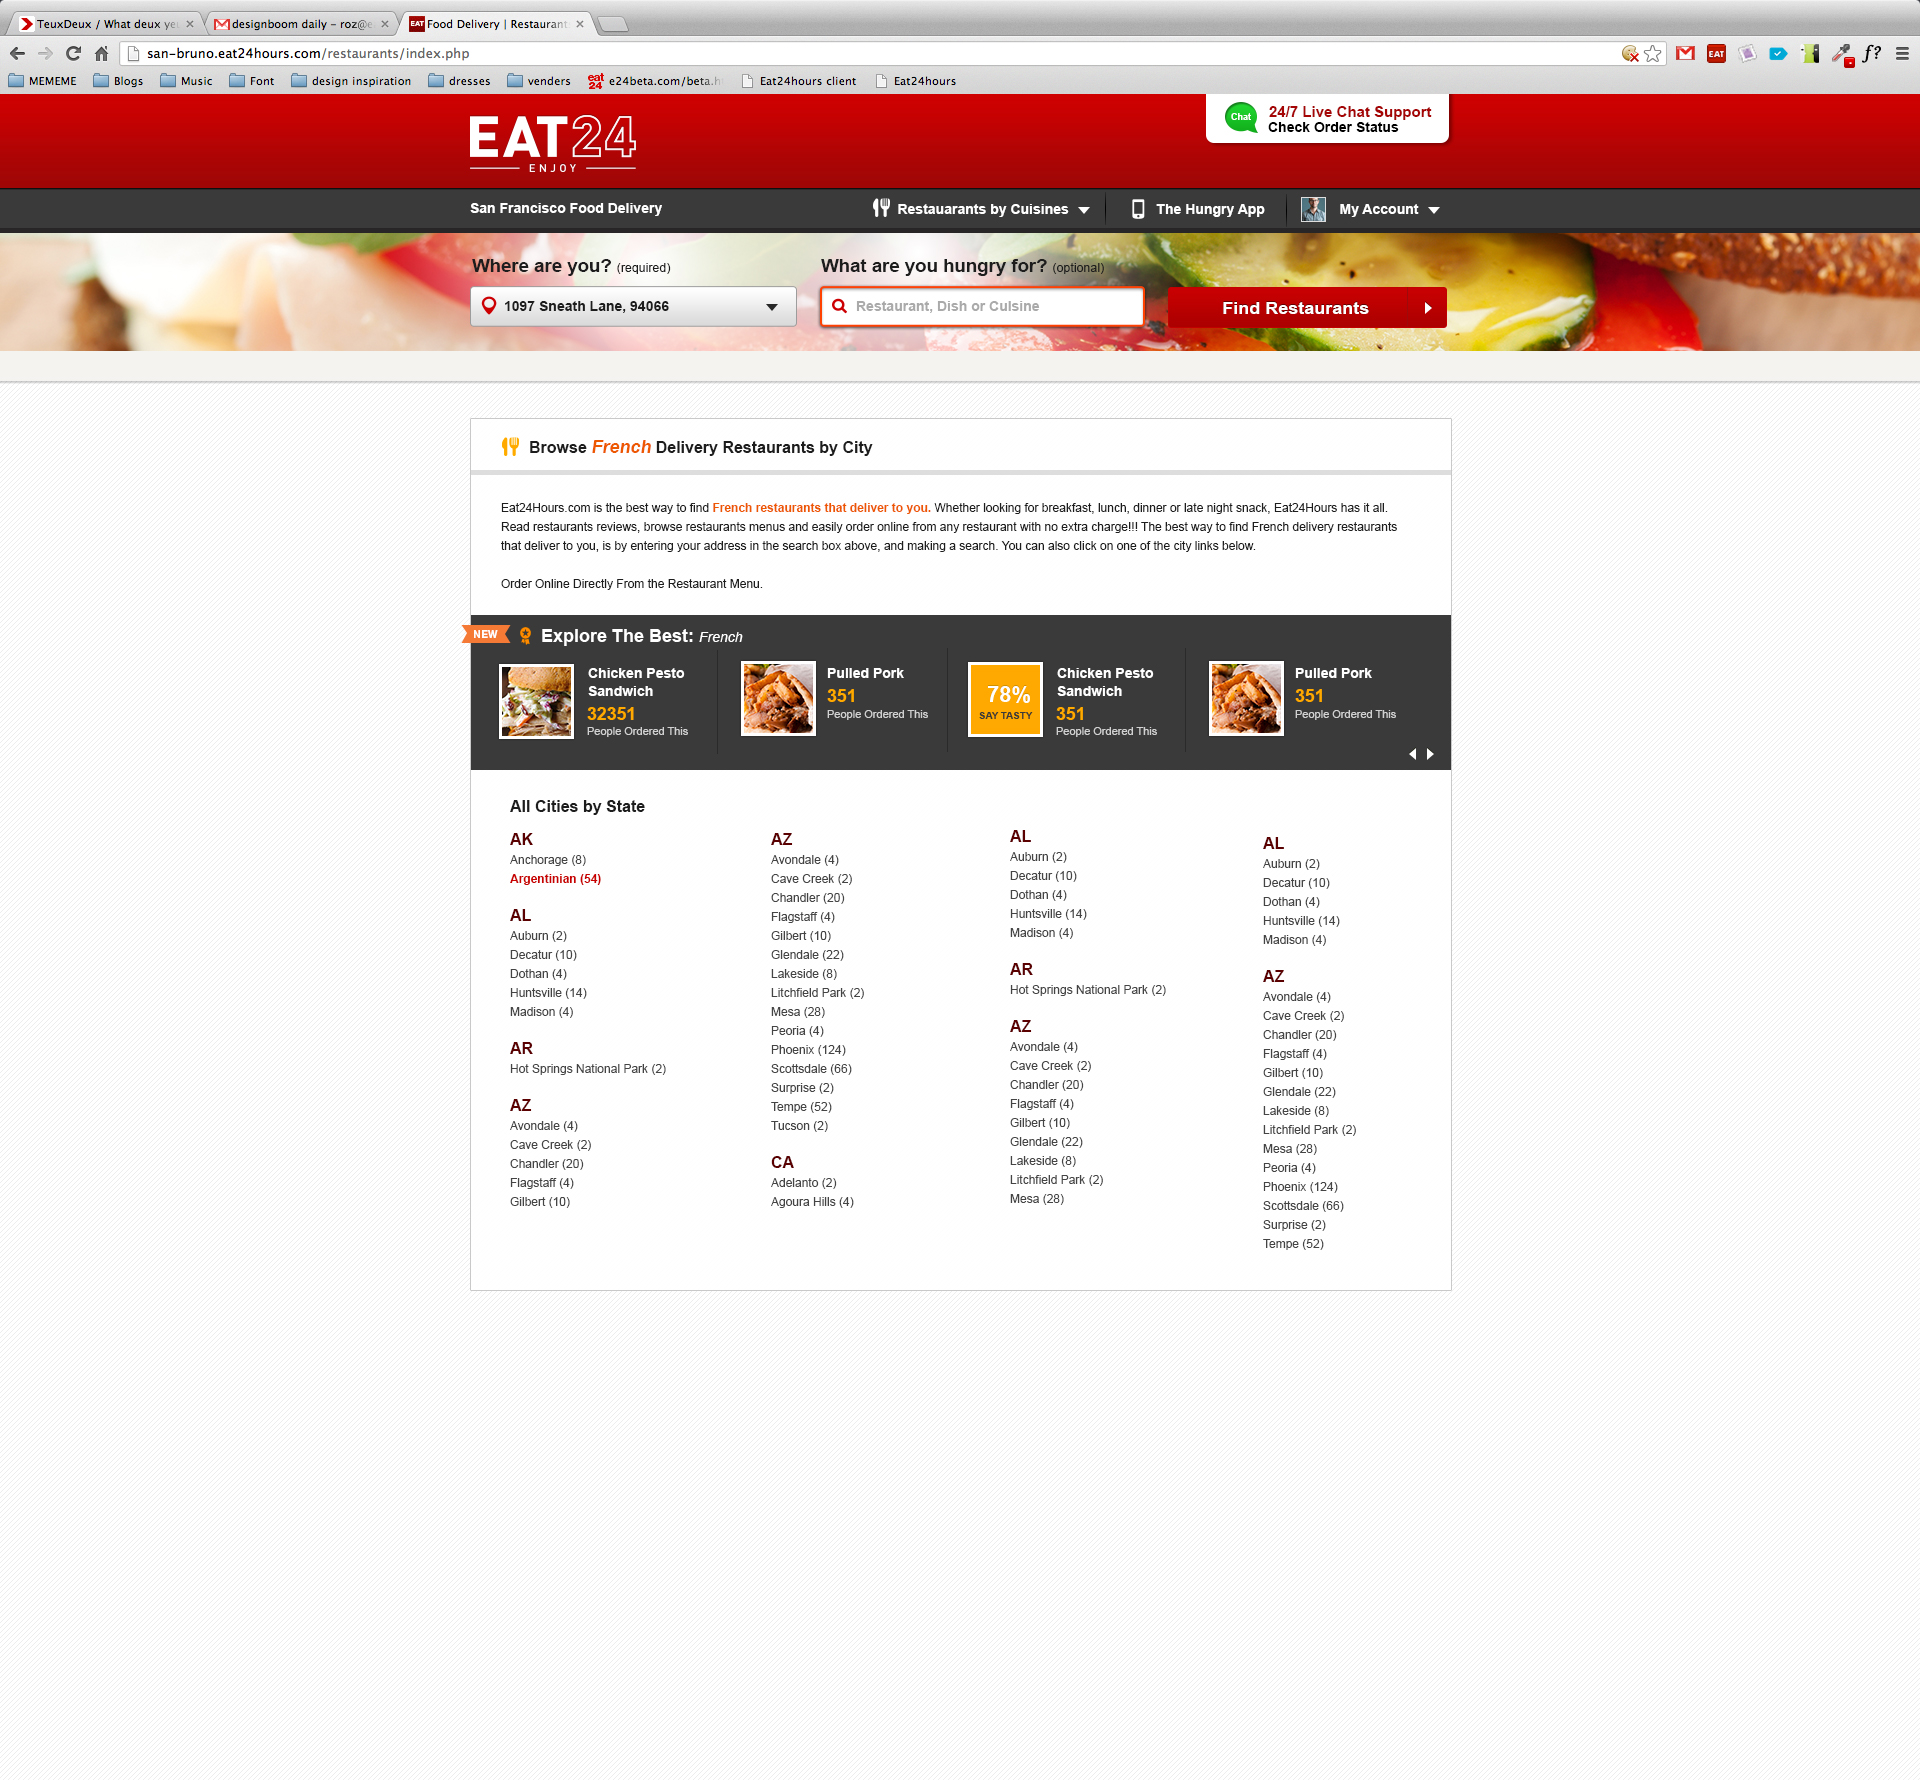 TeuxDeux / What deux ye
designboom daily – roz@e
EAT Food Delivery | Restaurant
san-bruno.eat24hours.com/restaurants/index.php
EAT
f?
MEMEME
Blogs
Music
Font
design inspiration
dresses
venders
eat 24 e24beta.com/beta.h
Eat24hours client
Eat24hours
EAT24
ENJOY
Chat
24/7 Live Chat Support
Check Order Status
San Francisco Food Delivery
Restauarants by Cuisines
The Hungry App
My Account
Where are you? (required)
What are you hungry for? (optional)
1097 Sneath Lane, 94066
Restaurant, Dish or Cuisine
Find Restaurants
Browse French Delivery Restaurants by City
Eat24Hours.com is the best way to find French restaurants that deliver to you. Whether looking for breakfast, lunch, dinner or late night snack, Eat24Hours has it all.
Read restaurants reviews, browse restaurants menus and easily order online from any restaurant with no extra charge!!! The best way to find French delivery restaurants
that deliver to you, is by entering your address in the search box above, and making a search. You can also click on one of the city links below.
Order Online Directly From the Restaurant Menu.
NEW
Explore The Best: French
Chicken Pesto
Sandwich
32351
People Ordered This
Pulled Pork
351
People Ordered This
78%
SAY TASTY
Chicken Pesto
Sandwich
351
People Ordered This
Pulled Pork
351
People Ordered This
All Cities by State
AK
Anchorage (8)
Argentinian (54)
AL
Auburn (2)
Decatur (10)
Dothan (4)
Huntsville (14)
Madison (4)
AR
Hot Springs National Park (2)
AZ
Avondale (4)
Cave Creek (2)
Chandler (20)
Flagstaff (4)
Gilbert (10)
AZ
Avondale (4)
Cave Creek (2)
Chandler (20)
Flagstaff (4)
Gilbert (10)
Glendale (22)
Lakeside (8)
Litchfield Park (2)
Mesa (28)
Peoria (4)
Phoenix (124)
Scottsdale (66)
Surprise (2)
Tempe (52)
Tucson (2)
CA
Adelanto (2)
Agoura Hills (4)
AL
Auburn (2)
Decatur (10)
Dothan (4)
Huntsville (14)
Madison (4)
AR
Hot Springs National Park (2)
AZ
Avondale (4)
Cave Creek (2)
Chandler (20)
Flagstaff (4)
Gilbert (10)
Glendale (22)
Lakeside (8)
Litchfield Park (2)
Mesa (28)
AL
Auburn (2)
Decatur (10)
Dothan (4)
Huntsville (14)
Madison (4)
AZ
Avondale (4)
Cave Creek (2)
Chandler (20)
Flagstaff (4)
Gilbert (10)
Glendale (22)
Lakeside (8)
Litchfield Park (2)
Mesa (28)
Peoria (4)
Phoenix (124)
Scottsdale (66)
Surprise (2)
Tempe (52)